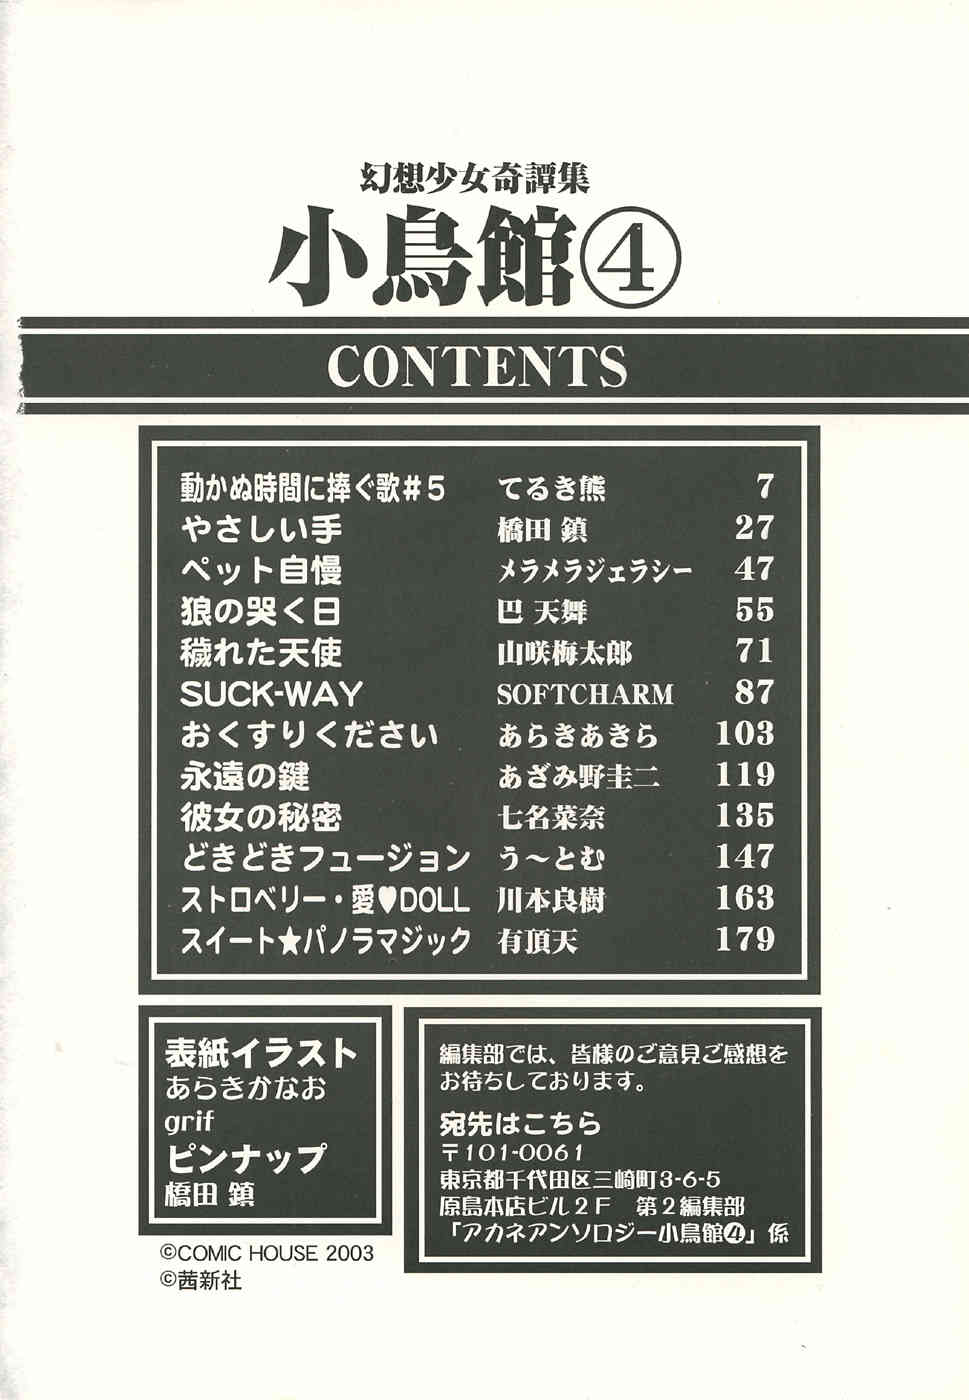 幻想少女奇譚集
小鳥館④
CONTENTS
動かぬ時間に捧ぐ歌＃5 てるき熊 7
やさしい手 橋田 鎮 27
ペット自慢 メラメラジェラシー 47
狼の哭く日 巴 天舞 55
穢れた天使 山咲梅太郎 71
SUCK-WAY SOFTCHARM 87
おくすりください あらきあきら 103
永遠の鍵 あざみ野圭二 119
彼女の秘密 七名菜奈 135
どきどきフュージョン う～とむ 147
ストロベリー・愛♥DOLL 川本良樹 163
スイート★パノラマジック 有頂天 179
表紙イラスト
あらきかなお
grif
ピンナップ
橋田 鎮
編集部では、皆様のご意見ご感想を
お待ちしております。
宛先はこちら
〒101-0061
東京都千代田区三崎町3-6-5
原島本店ビル２Ｆ　第２編集部
「アカネアンソロジー小鳥館❹」係
©COMIC HOUSE 2003
©茜新社